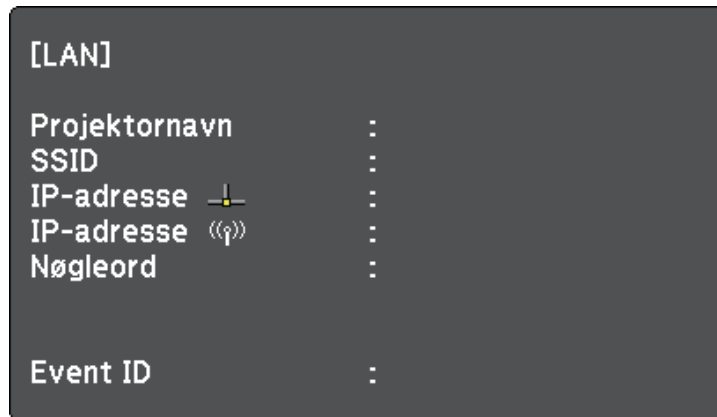 [LAN]
Projektornavn :
SSID :
IP-adresse :
IP-adresse :
Nøgleord :
Event ID :